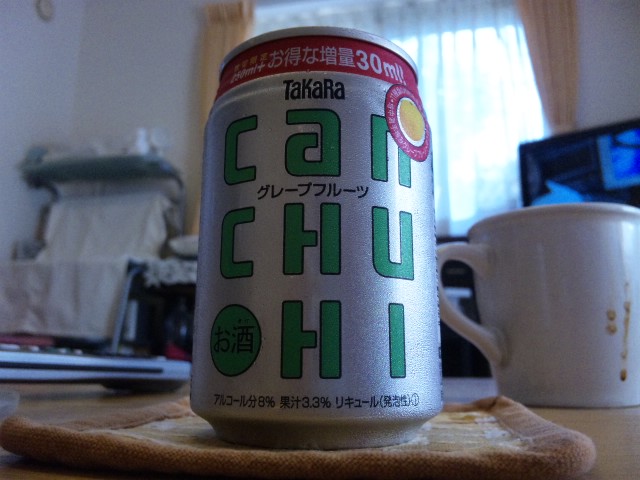 お得な増量30ml!
TaKaRa
can
グレープフルーツ
CHU
お酒
HI
アルコール分8% 果汁3.3% リキュール(発泡性)①